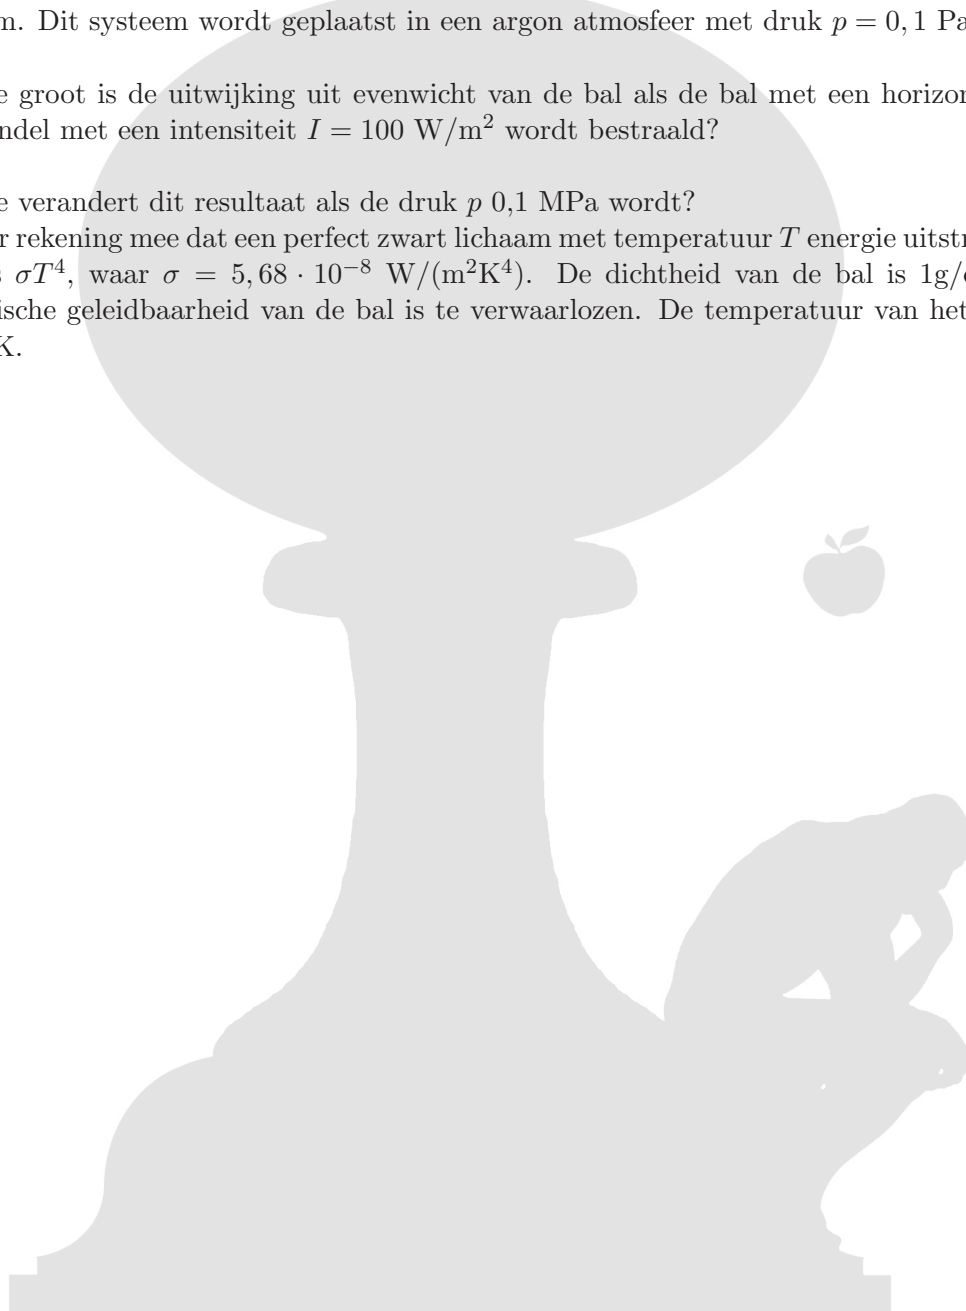 m. Dit systeem wordt geplaatst in een argon atmosfeer met druk p = 0, 1 Pa
e groot is de uitwijking uit evenwicht van de bal als de bal met een horizon
ndel met een intensiteit I = 100 W/m² wordt bestraald?
e verandert dit resultaat als de druk p 0,1 MPa wordt?
r rekening mee dat een perfect zwart lichaam met temperatuur T energie uitstr
s σT⁴, waar σ = 5, 68 · 10⁻⁸ W/(m²K⁴). De dichtheid van de bal is 1g/c
ische geleidbaarheid van de bal is te verwaarlozen. De temperatuur van het
K.